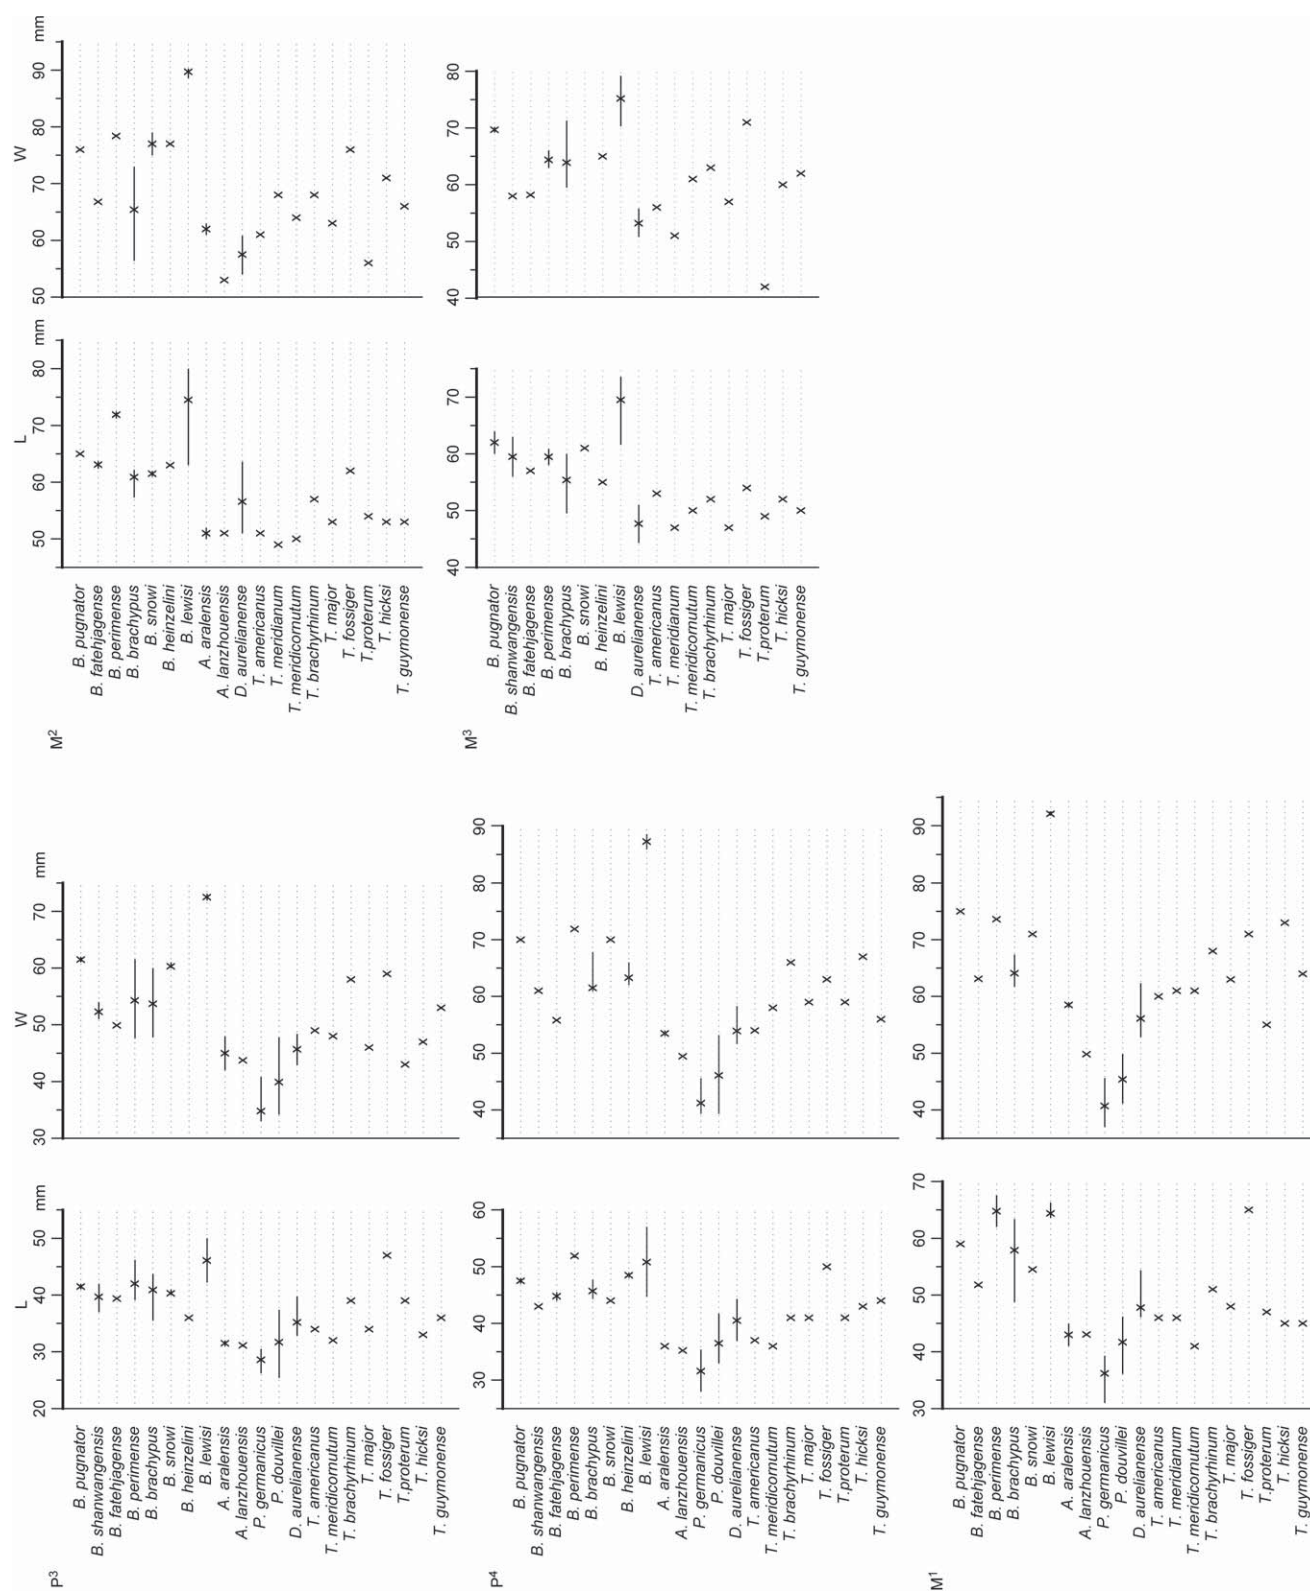 P³
L mm W mm
20 30 40 50 30 40 50 60 70
B. pugnator
B. shanwangensis
B. fatehjagense
B. perimense
B. brachypus
B. snowi
B. heinzelini
B. lewisi
A. aralensis
A. lanzhouensis
P. germanicus
P. douvillei
D. aurelianense
T. americanus
T. meridicornutum
T. brachyrhinum
T. major
T. fossiger
T.proterum
T. hicksi
T. guymonense
P⁴
30 40 50 60 40 50 60 70 80 90
B. pugnator
B. shanwangensis
B. fatehjagense
B. perimense
B. brachypus
B. snowi
B. heinzelini
B. lewisi
A. aralensis
A. lanzhouensis
P. germanicus
P. douvillei
D. aurelianense
T. americanus
T. meridicornutum
T. brachyrhinum
T. major
T. fossiger
T.proterum
T. hicksi
T. guymonense
M¹
30 40 50 60 70 40 50 60 70 80 90
B. pugnator
B. fatehjagense
B. perimense
B. brachypus
B. snowi
B. lewisi
A. aralensis
A. lanzhouensis
P. germanicus
P. douvillei
D. aurelianense
T. americanus
T. meridianum
T. meridicornutum
T. brachyrhinum
T. major
T. fossiger
T. proterum
T. hicksi
T. guymonense
M²
L mm W mm
50 60 70 80 50 60 70 80 90
B. pugnator
B. fatehjagense
B. perimense
B. brachypus
B. snowi
B. heinzelini
B. lewisi
A. aralensis
A. lanzhouensis
D. aurelianense
T. americanus
T. meridianum
T. meridicornutum
T. brachyrhinum
T. major
T. fossiger
T.proterum
T. hicksi
T. guymonense
M³
40 50 60 70 40 50 60 70 80
B. pugnator
B. shanwangensis
B. fatehjagense
B. perimense
B. brachypus
B. snowi
B. heinzelini
B. lewisi
D. aurelianense
T. americanus
T. meridianum
T. meridicornutum
T. brachyrhinum
T. major
T. fossiger
T.proterum
T. hicksi
T. guymonense